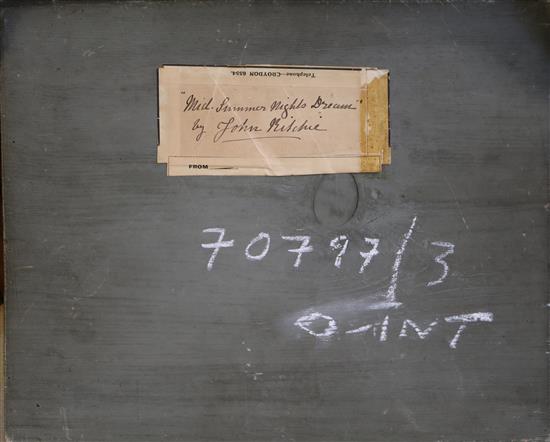 Telephone—CROYDON 6554.
"Mid-Summer Nights Dream"
by John Ritchie
FROM
70797/3
O-INT